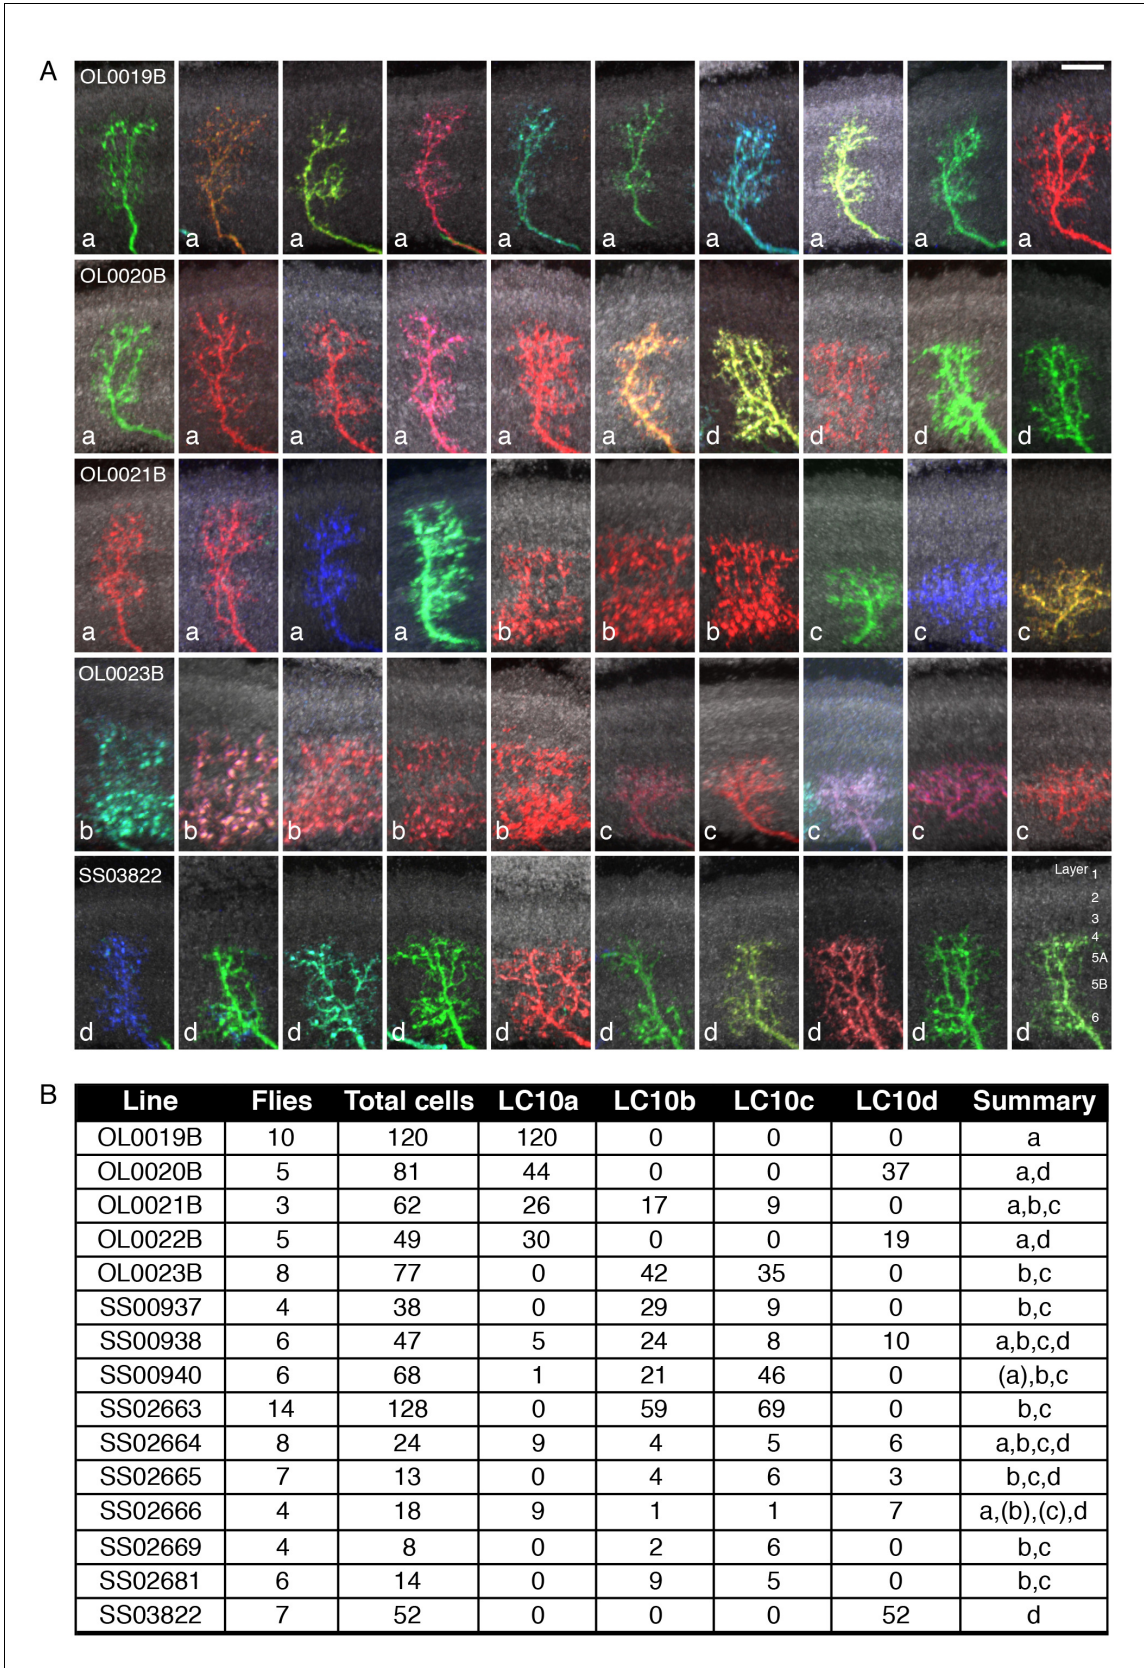 A
OL0019B
a a a a a a a a a a
OL0020B
a a a a a a d d d d
OL0021B
a a a a b b b c c c
OL0023B
b b b b b c c c c c
SS03822
Layer 1
2
3
4
5A
5B
6
d d d d d d d d d d
B
Line Flies Total cells LC10a LC10b LC10c LC10d Summary
OL0019B 10 120 120 0 0 0 a
OL0020B 5 81 44 0 0 37 a,d
OL0021B 3 62 26 17 9 0 a,b,c
OL0022B 5 49 30 0 0 19 a,d
OL0023B 8 77 0 42 35 0 b,c
SS00937 4 38 0 29 9 0 b,c
SS00938 6 47 5 24 8 10 a,b,c,d
SS00940 6 68 1 21 46 0 (a),b,c
SS02663 14 128 0 59 69 0 b,c
SS02664 8 24 9 4 5 6 a,b,c,d
SS02665 7 13 0 4 6 3 b,c,d
SS02666 4 18 9 1 1 7 a,(b),(c),d
SS02669 4 8 0 2 6 0 b,c
SS02681 6 14 0 9 5 0 b,c
SS03822 7 52 0 0 0 52 d